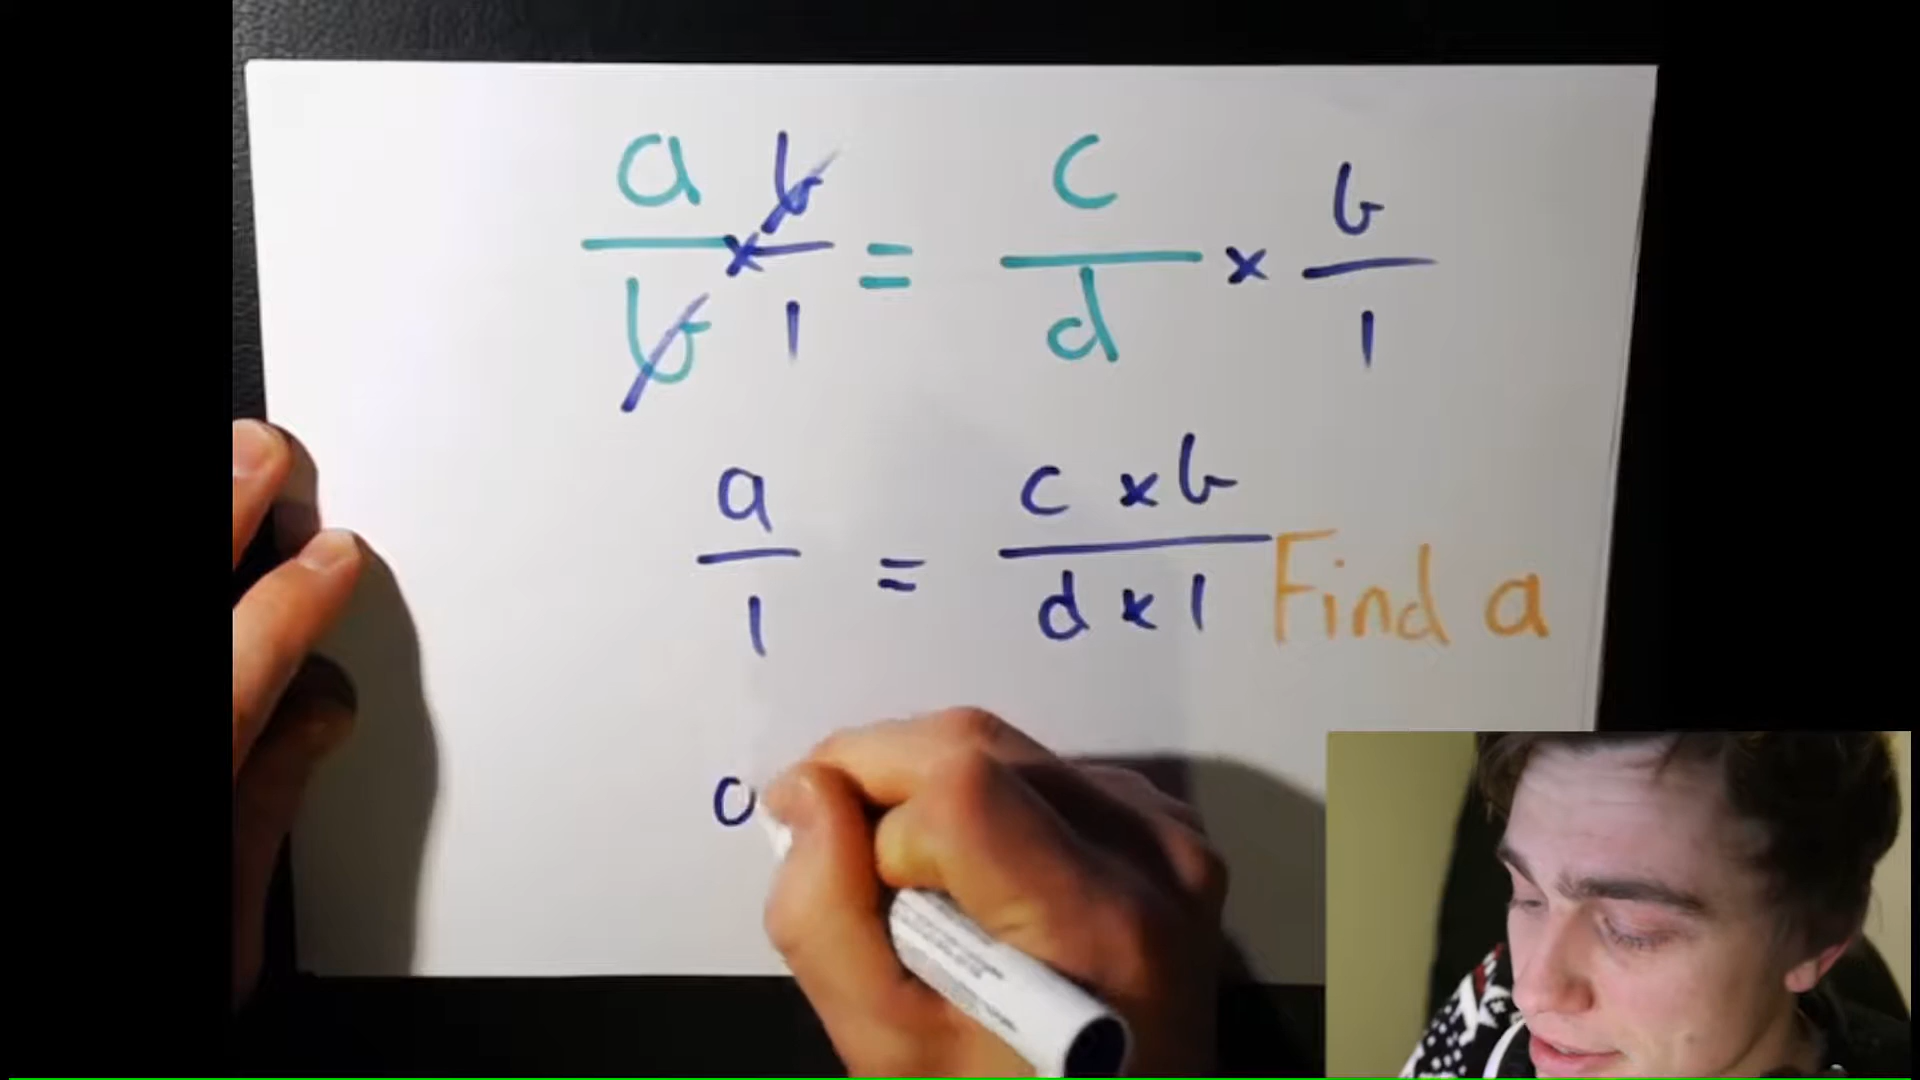 a/b × b/1 = c/d × b/1
a/1 = c × b / d × 1
Find a
a